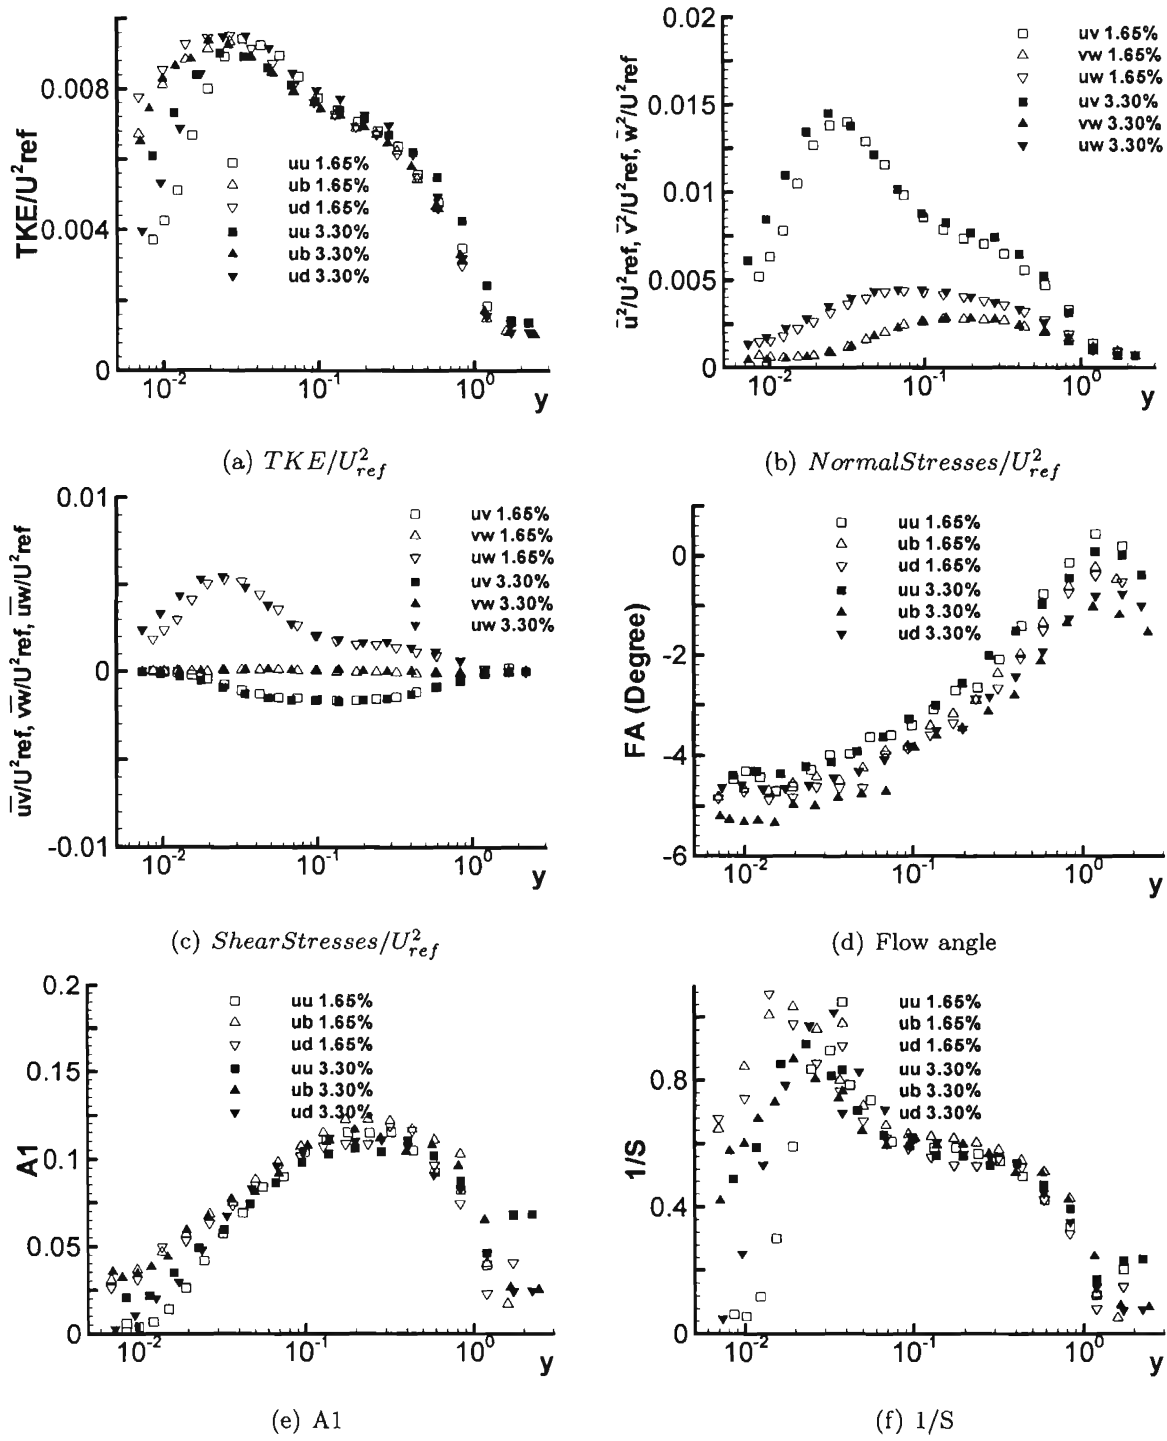 TKE/U²ref
0.008
0.004
0
10⁻²
10⁻¹
10⁰
y
uu 1.65%
ub 1.65%
ud 1.65%
uu 3.30%
ub 3.30%
ud 3.30%
(a) TKE/U²ref
u̅²/U²ref, v̅²/U²ref, w̅²/U²ref
0.02
0.015
0.01
0.005
0
10⁻²
10⁻¹
10⁰
y
uv 1.65%
vw 1.65%
uw 1.65%
uv 3.30%
vw 3.30%
uw 3.30%
(b) NormalStresses/U²ref
u̅v̅/U²ref, v̅w̅/U²ref, u̅w̅/U²ref
0.01
0
-0.01
10⁻²
10⁻¹
10⁰
y
uv 1.65%
vw 1.65%
uw 1.65%
uv 3.30%
vw 3.30%
uw 3.30%
(c) ShearStresses/U²ref
FA (Degree)
0
-2
-4
-6
10⁻²
10⁻¹
10⁰
y
uu 1.65%
ub 1.65%
ud 1.65%
uu 3.30%
ub 3.30%
ud 3.30%
(d) Flow angle
A1
0.2
0.15
0.1
0.05
0
10⁻²
10⁻¹
10⁰
y
uu 1.65%
ub 1.65%
ud 1.65%
uu 3.30%
ub 3.30%
ud 3.30%
(e) A1
1/S
0.8
0.4
0
10⁻²
10⁻¹
10⁰
y
uu 1.65%
ub 1.65%
ud 1.65%
uu 3.30%
ub 3.30%
ud 3.30%
(f) 1/S